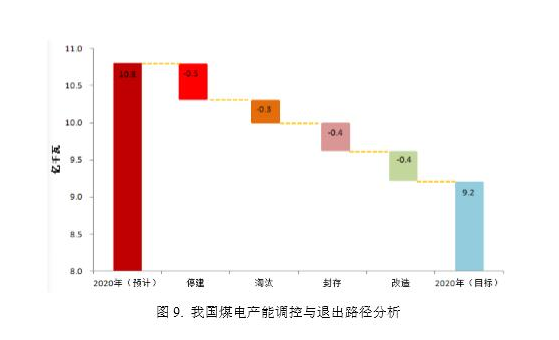 11.0
10.5
10.0
9.5
9.0
8.0
亿千瓦
10.8
-0.5
-0.3
-0.4
-0.4
9.2
2020年（预计）
停建
淘汰
封存
改造
2020年（目标）
图 9. 我国煤电产能调控与退出路径分析